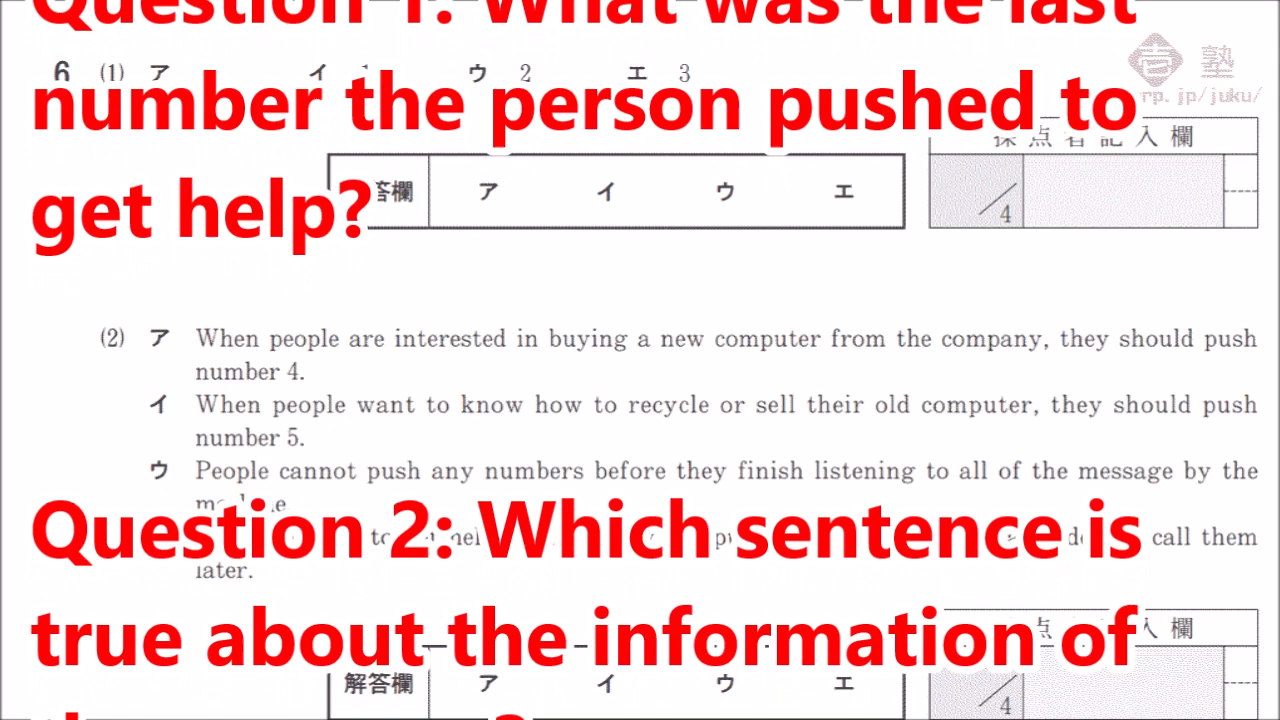 Question 1: What was the last
number the person pushed to
get help?
6 (1) ア イ 1 ウ 2 エ 3
壱塾
rp.jp/juku/
採点者記入欄
答欄 ア イ ウ エ
4
(2) ア When people are interested in buying a new computer from the company, they should push
number 4.
イ When people want to know how to recycle or sell their old computer, they should push
number 5.
ウ People cannot push any numbers before they finish listening to all of the message by the
call them
later.
Question 2: Which sentence is
true about the information of
点 入欄
解答欄 ア イ ウ エ
4